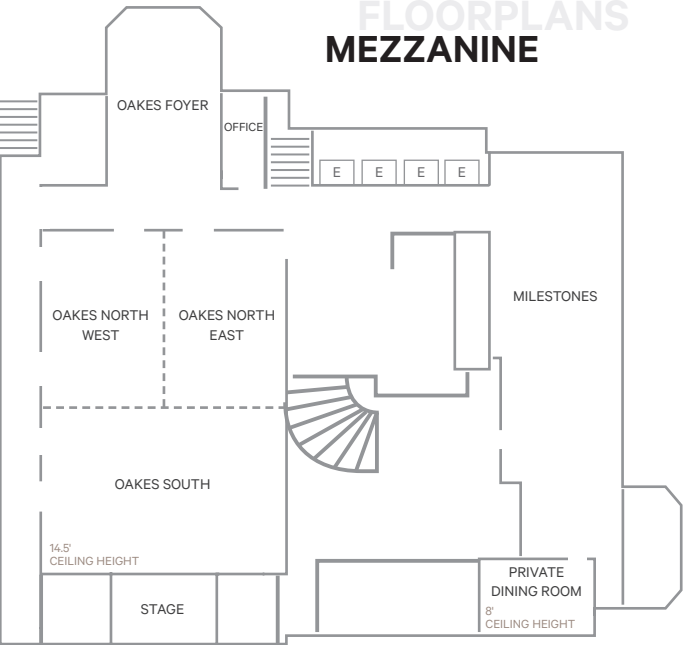 FLOORPLANS
MEZZANINE
OAKES FOYER
OFFICE
E E E E
MILESTONES
OAKES NORTH
WEST
OAKES NORTH
EAST
OAKES SOUTH
14.5'
CEILING HEIGHT
STAGE
PRIVATE
DINING ROOM
8'
CEILING HEIGHT